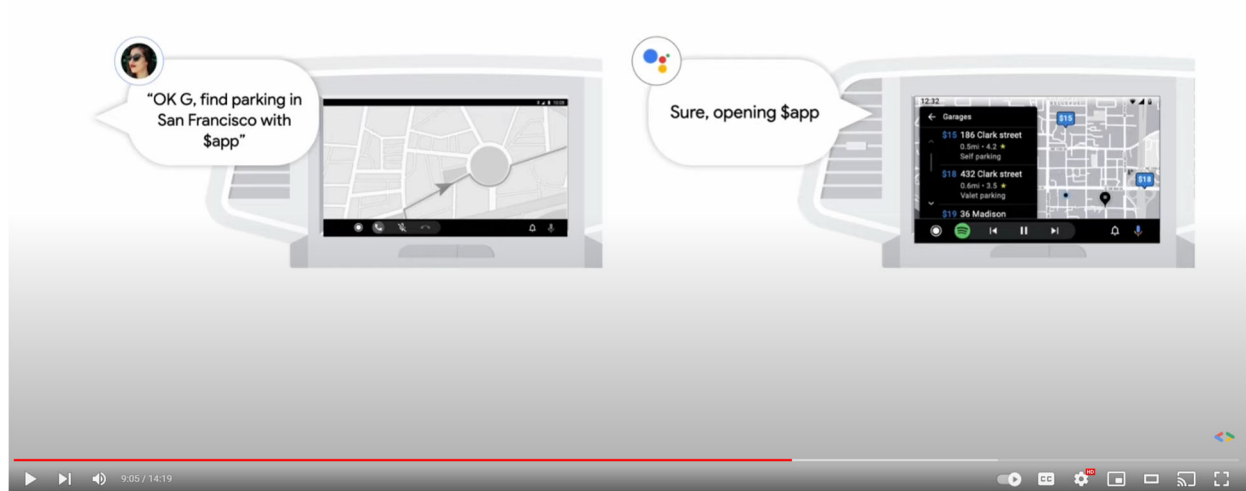 “OK G, find parking in
San Francisco with
$app”
12:32
Sure, opening $app
Garages
$15 186 Clark street
0.5mi • 4.2 ★
Self parking
$18 432 Clark street
0.6mi • 3.5 ★
Valet parking
$19 36 Madison
$15
$18
9:05 / 14:19
CC
HD